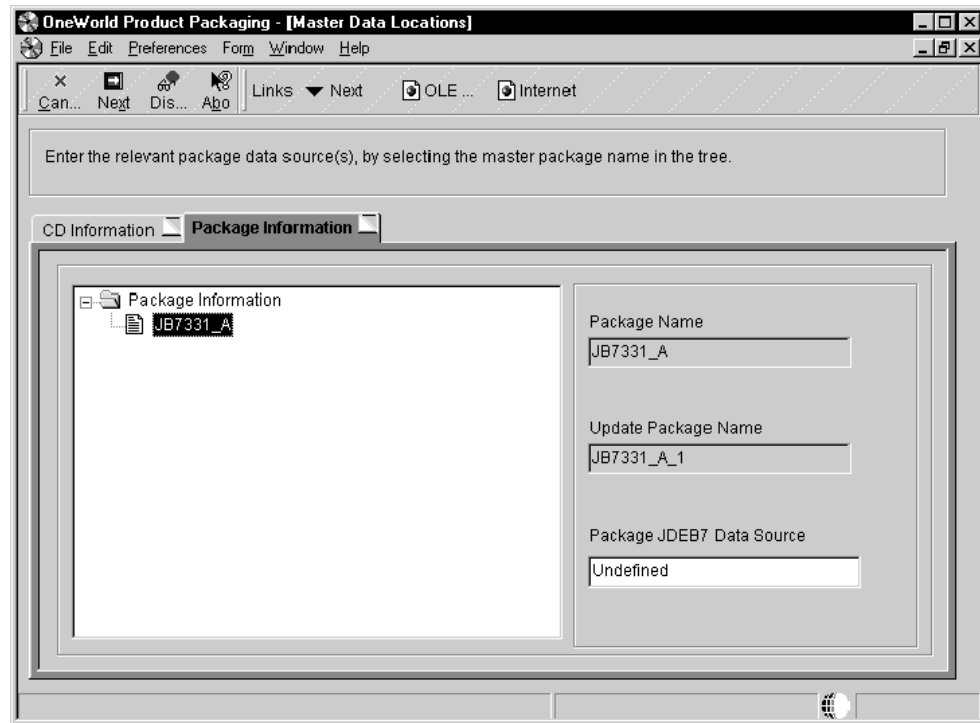 OneWorld Product Packaging - [Master Data Locations]
File Edit Preferences Form Window Help
Can... Next Dis... Abo Links Next OLE ... Internet
Enter the relevant package data source(s), by selecting the master package name in the tree.
CD Information Package Information
Package Information
JB7331_A
Package Name
JB7331_A
Update Package Name
JB7331_A_1
Package JDEB7 Data Source
Undefined